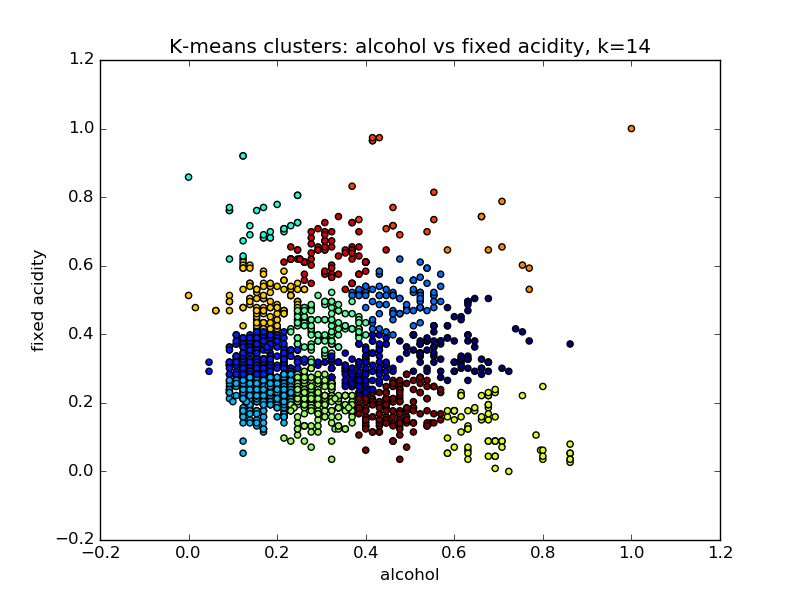 K-means clusters: alcohol vs fixed acidity, k=14
1.2
1.0
0.8
0.6
0.4
0.2
0.0
−0.2
fixed acidity
−0.2 0.0 0.2 0.4 0.6 0.8 1.0 1.2
alcohol